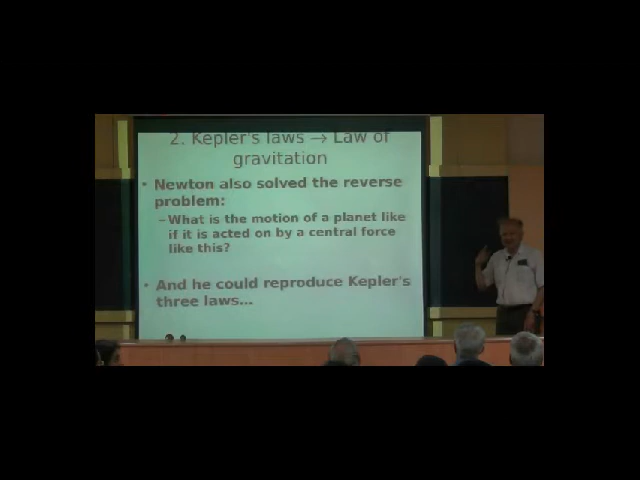 2. Kepler's laws → Law of
gravitation
• Newton also solved the reverse
problem:
–What is the motion of a planet like
if it is acted on by a central force
like this?
• And he could reproduce Kepler's
three laws...